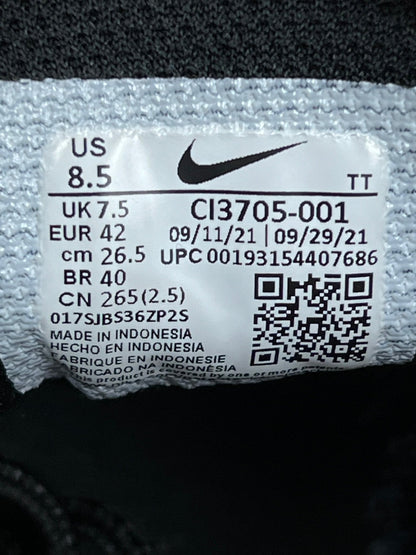 US
8.5
TT
UK 7.5
CI3705-001
EUR 42
09/11/21 | 09/29/21
cm 26.5
UPC 00193154407686
BR 40
CN 265(2.5)
017SJBS36ZP2S
MADE IN INDONESIA
HECHO EN INDONESIA
FABRIQUE EN INDONESIE
FABRICADO NA INDONÉSIA